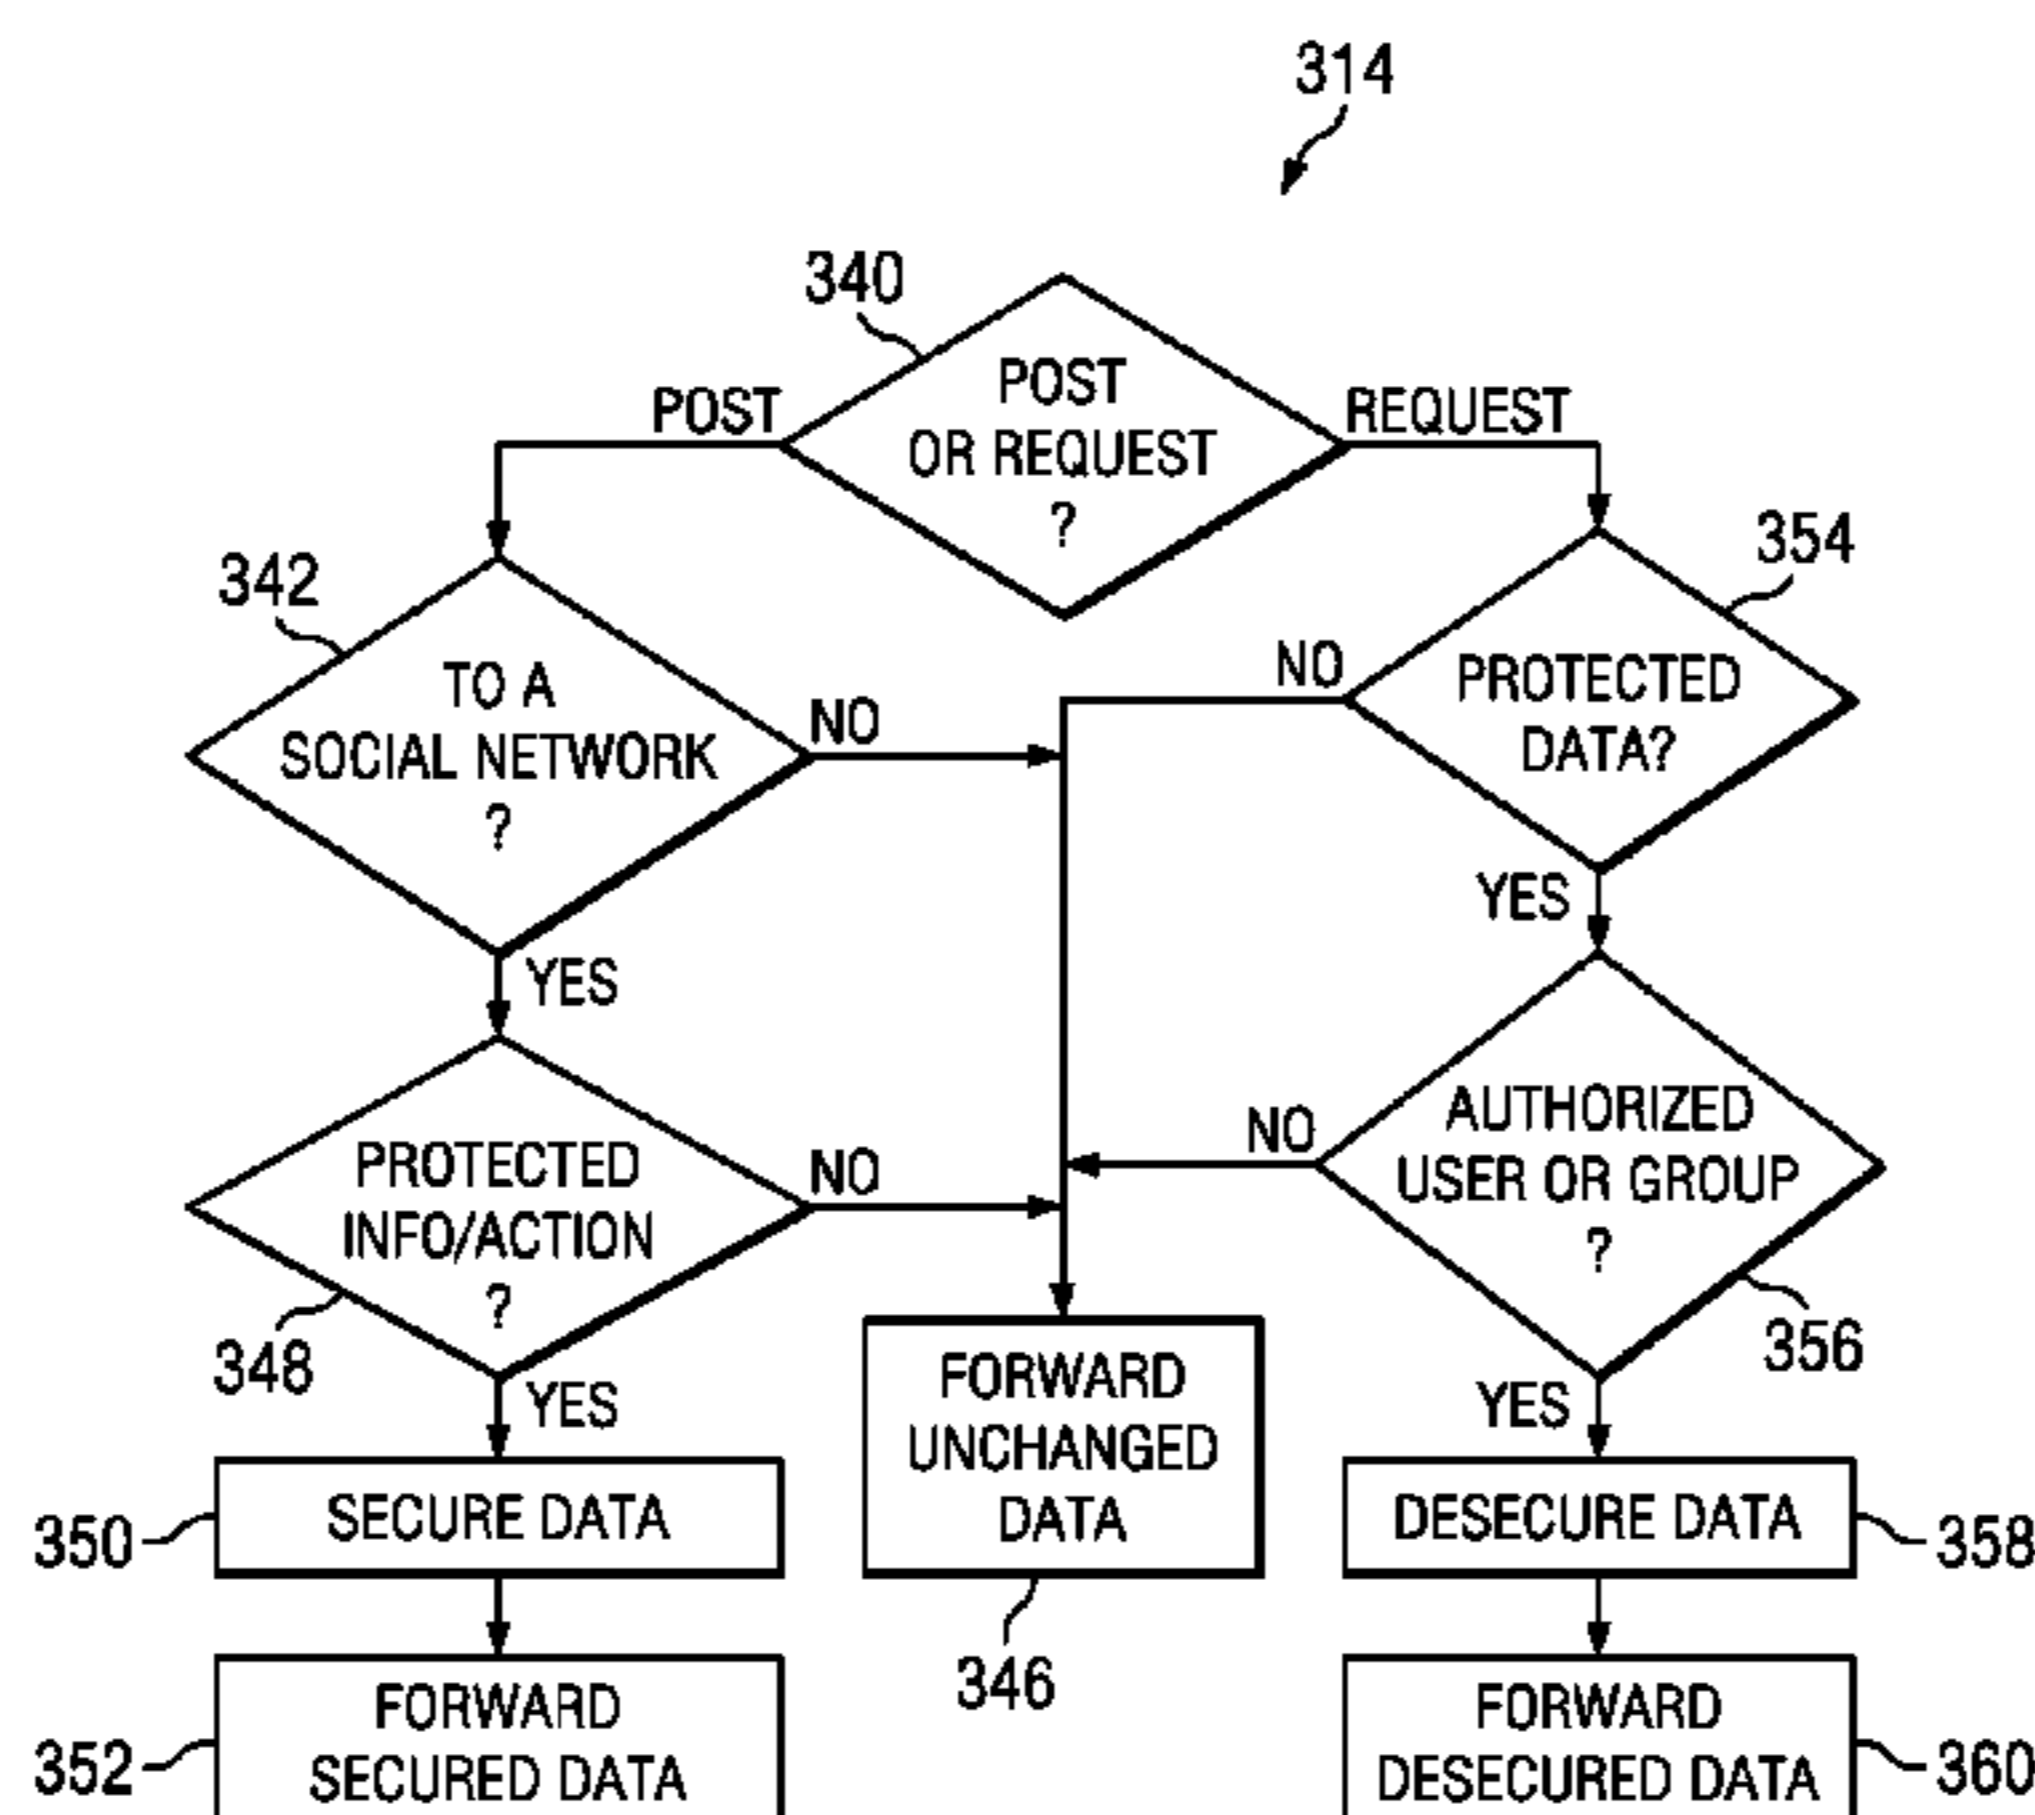 314
340
POST
OR REQUEST
?
POST
REQUEST
342
TO A
SOCIAL NETWORK
?
NO
YES
354
PROTECTED
DATA?
NO
YES
348
PROTECTED
INFO/ACTION
?
NO
YES
356
AUTHORIZED
USER OR GROUP
?
NO
YES
FORWARD
UNCHANGED
DATA
346
350
SECURE DATA
DESECURE DATA
358
352
FORWARD
SECURED DATA
FORWARD
DESECURED DATA
360